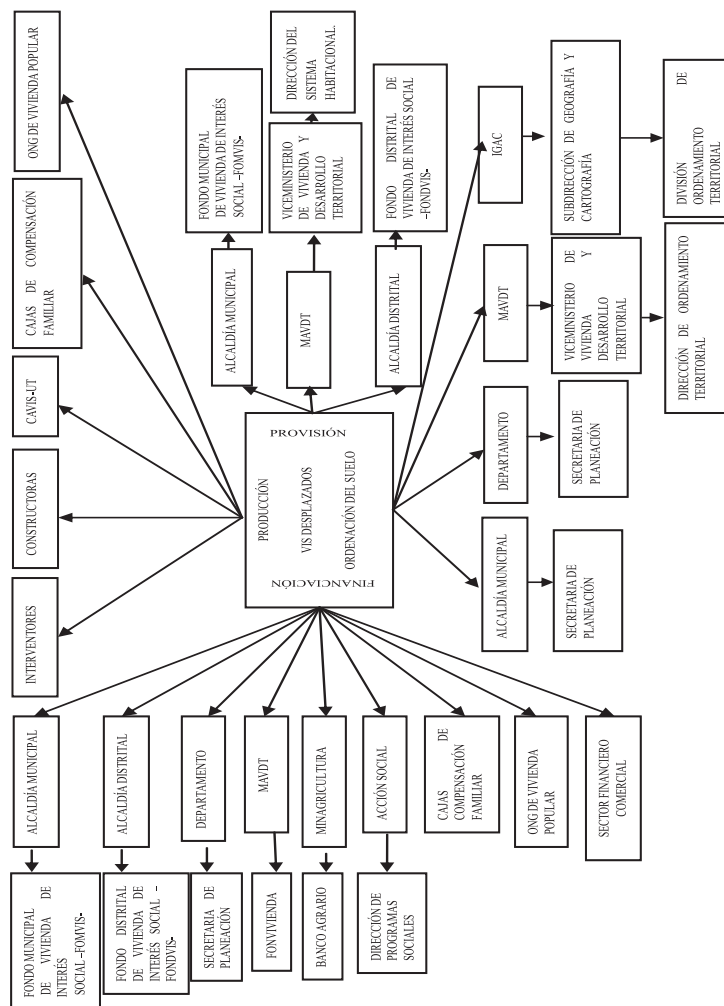 INTERVENTORES
CONSTRUCTORAS
CAVIS-UT
CAJAS DE COMPENSACIÓN
FAMILIAR
ONG DE VIVIENDA POPULAR
FONDO MUNICIPAL
DE VIVIENDA DE
INTERÉS
SOCIAL –FOMVIS-
ALCALDÍA MUNICIPAL
FONDO DISTRITAL
DE VIVIENDA DE
INTERÉS SOCIAL –
FONDVIS-
ALCALDÍA DISTRITAL
SECRETARIA DE
PLANEACIÓN
DEPARTAMENTO
FONVIVIENDA
MAVDT
BANCO AGRARIO
MINAGRICULTURA
DIRECCIÓN DE
PROGRAMAS
SOCIALES
ACCIÓN SOCIAL
CAJAS DE
COMPENSACIÓN
FAMILIAR
ONG DE VIVIENDA
POPULAR
SECTOR FINANCIERO
COMERCIAL
FINANCIACIÓN
PRODUCCIÓN
VIS DESPLAZADOS
ORDENACIÓN DEL SUELO
PROVISIÓN
ALCALDÍA MUNICIPAL
FONDO MUNICIPAL
DE VIVIENDA DE INTERÉS
SOCIAL –FOMVIS-
MAVDT
VICEMINISTERIO
DE VIVIENDA Y
DESARROLLO
TERRITORIAL
DIRECCIÓN DEL
SISTEMA
HABITACIONAL.
ALCALDÍA DISTRITAL
FONDO DISTRITAL DE
VIVIENDA DE INTERÉS SOCIAL
–FONDVIS-
ALCALDÍA MUNICIPAL
SECRETARIA DE
PLANEACIÓN
DEPARTAMENTO
SECRETARIA DE
PLANEACIÓN
MAVDT
VICEMINISTERIO DE
VIVIENDA Y
DESARROLLO
TERRITORIAL
DIRECCIÓN DE ORDENAMIENTO
TERRITORIAL
IGAC
SUBDIRECCIÓN DE GEOGRAFÍA Y
CARTOGRAFÍA
DIVISIÓN DE
ORDENAMIENTO
TERRITORIAL